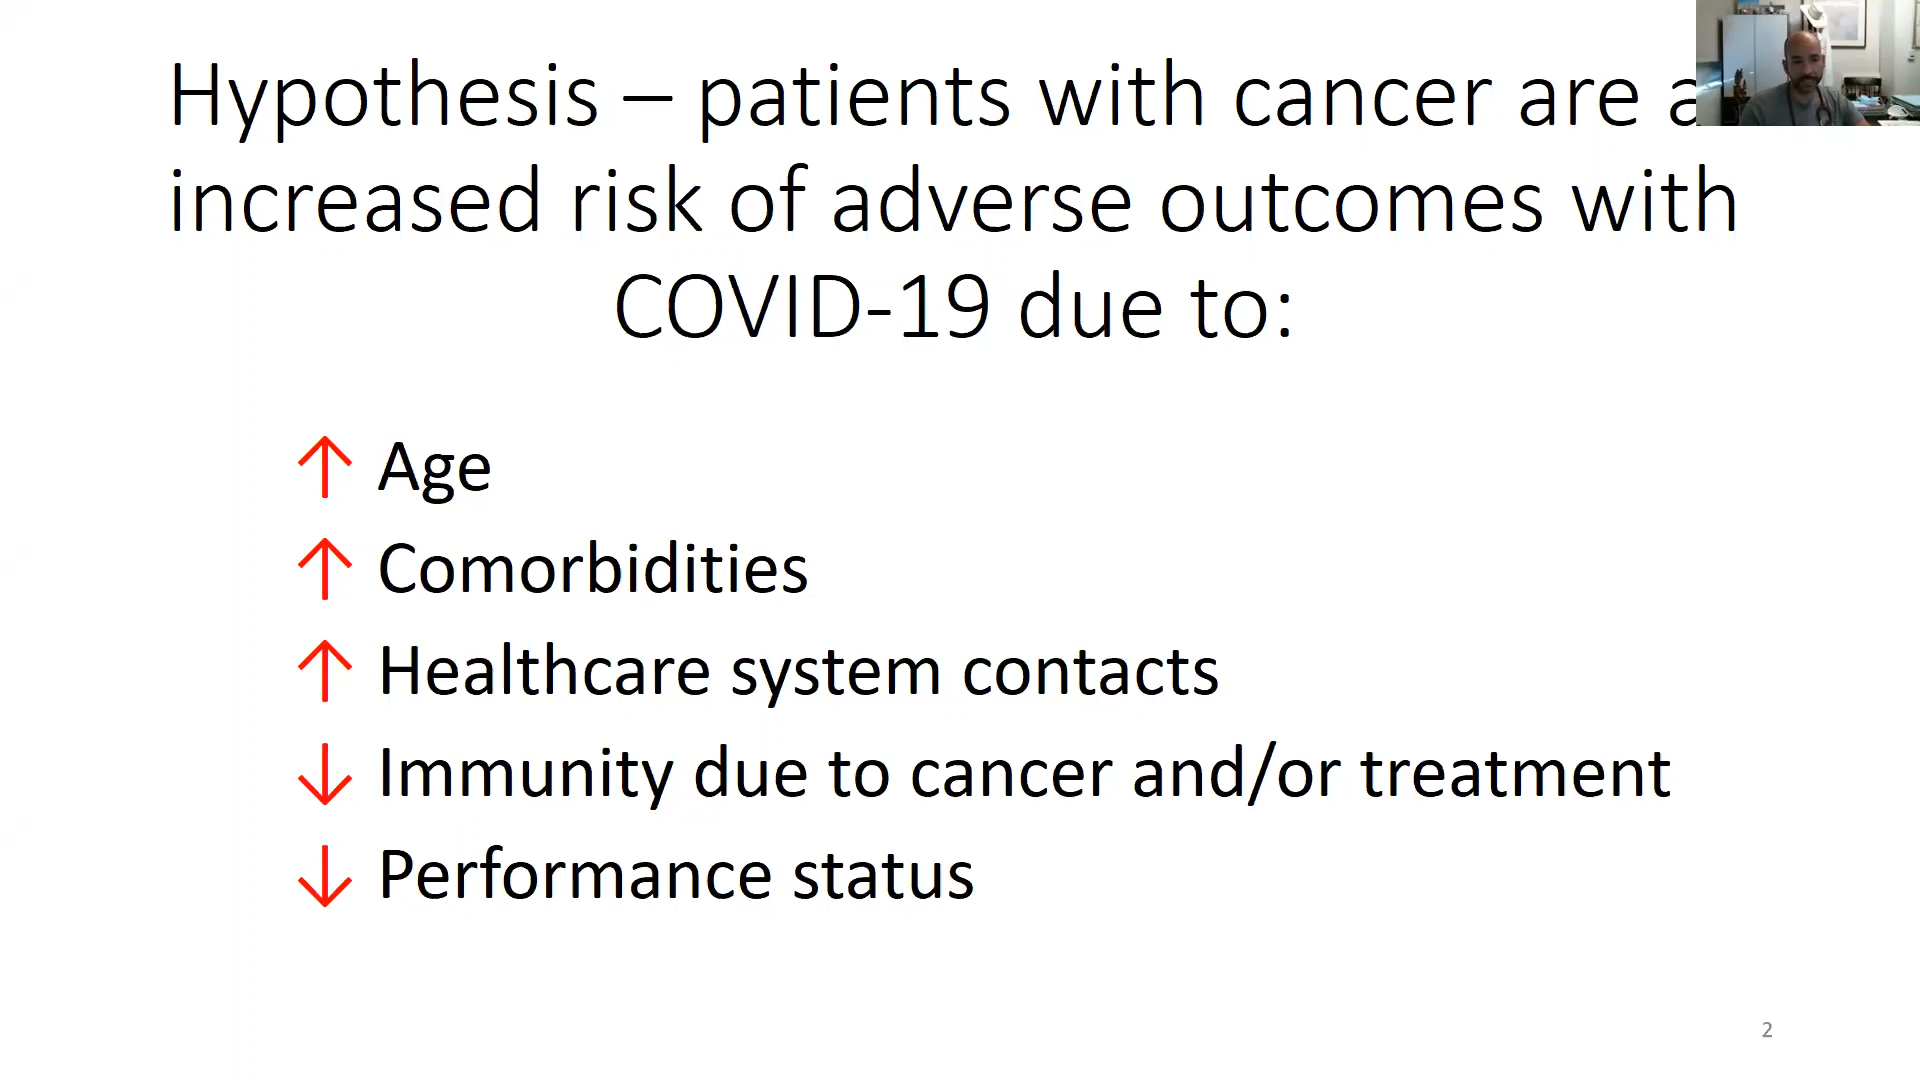 Hypothesis – patients with cancer are
increased risk of adverse outcomes with
COVID-19 due to:
↑ Age
↑ Comorbidities
↑ Healthcare system contacts
↓ Immunity due to cancer and/or treatment
↓ Performance status
2